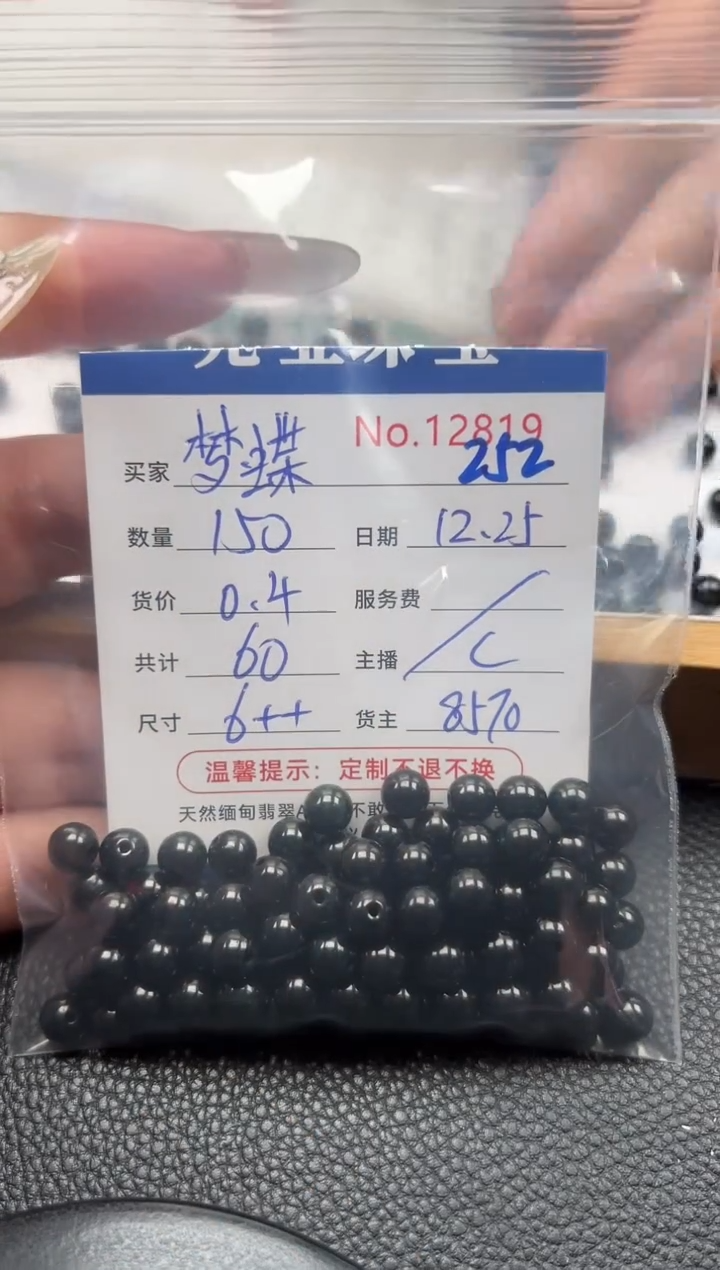 No.12819
买家 梦蝶 252
数量 150 日期 12.25
货价 0.4 服务费 /
共计 60 主播 C
尺寸 6++ 货主 8570
温馨提示：定制不退不换
天然缅甸翡翠A 不敢